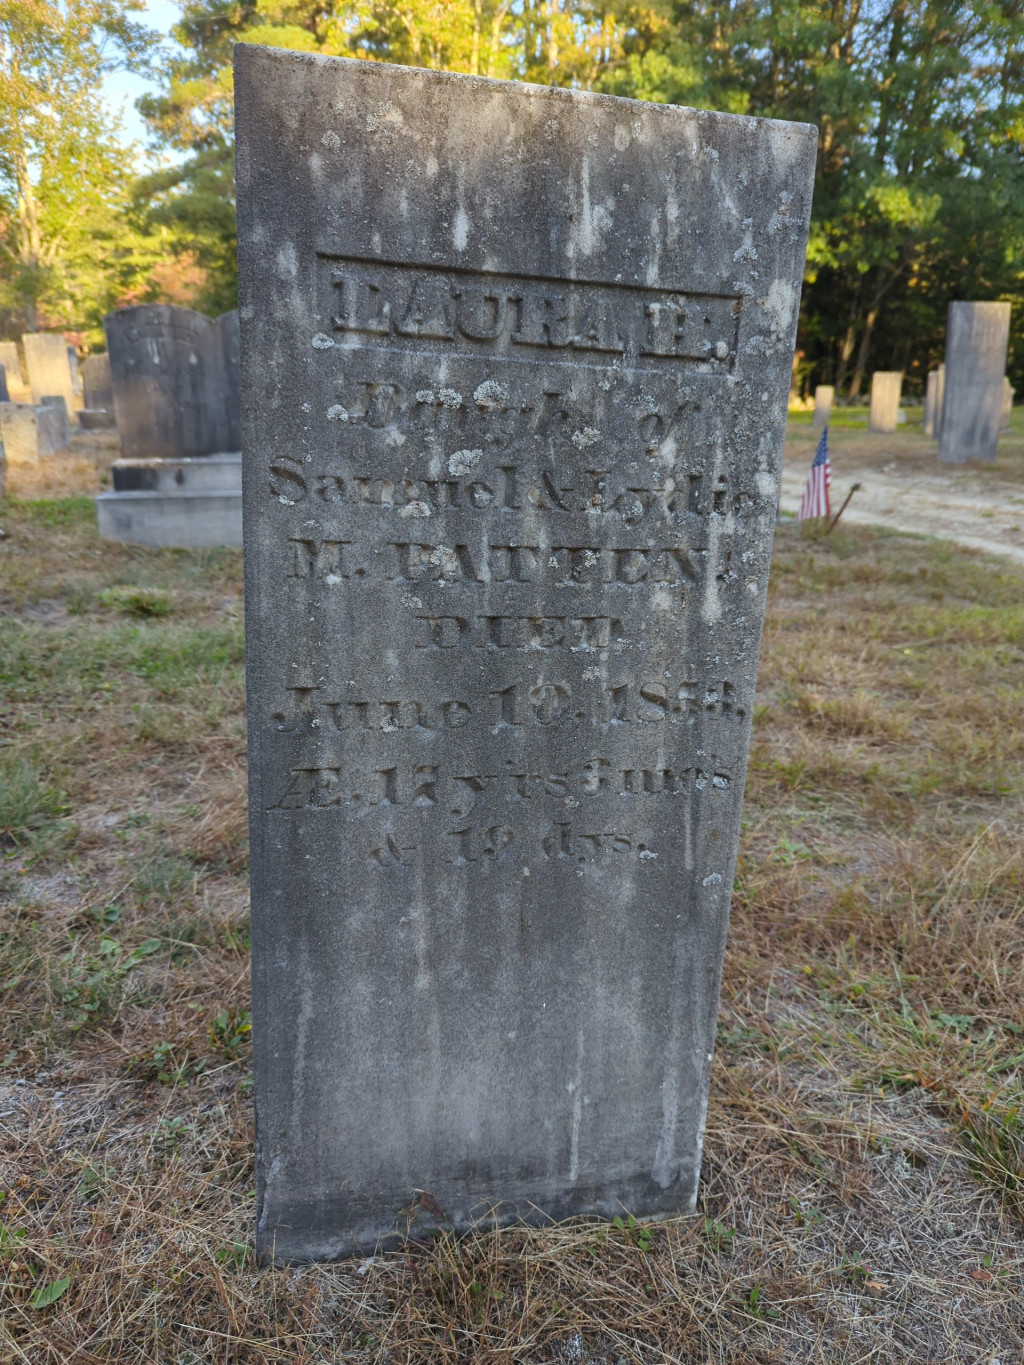 LAURA H.
Daugh. of
Samuel & Lydia
M. PATTEN.
DIED
June 10, 1853,
Æ. 17 yrs 3 mos
& 19 dys.